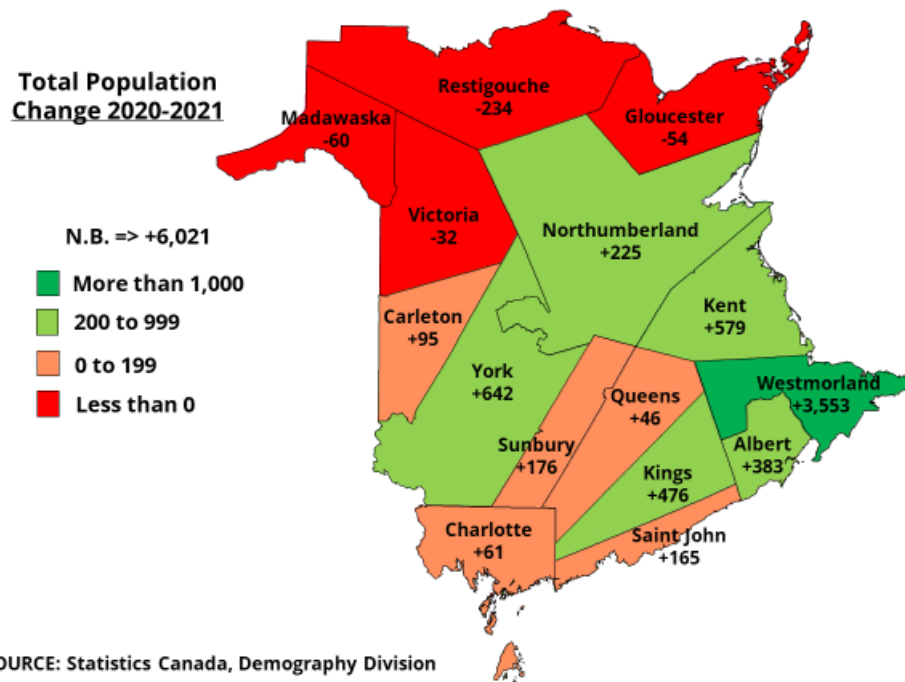 Total Population
Change 2020-2021
N.B. => +6,021
More than 1,000
200 to 999
0 to 199
Less than 0
Restigouche
-234
Madawaska
-60
Gloucester
-54
Victoria
-32
Northumberland
+225
Carleton
+95
Kent
+579
York
+642
Westmorland
+3,553
Queens
+46
Sunbury
+176
Albert
+383
Kings
+476
Charlotte
+61
Saint John
+165
OURCE: Statistics Canada, Demography Division